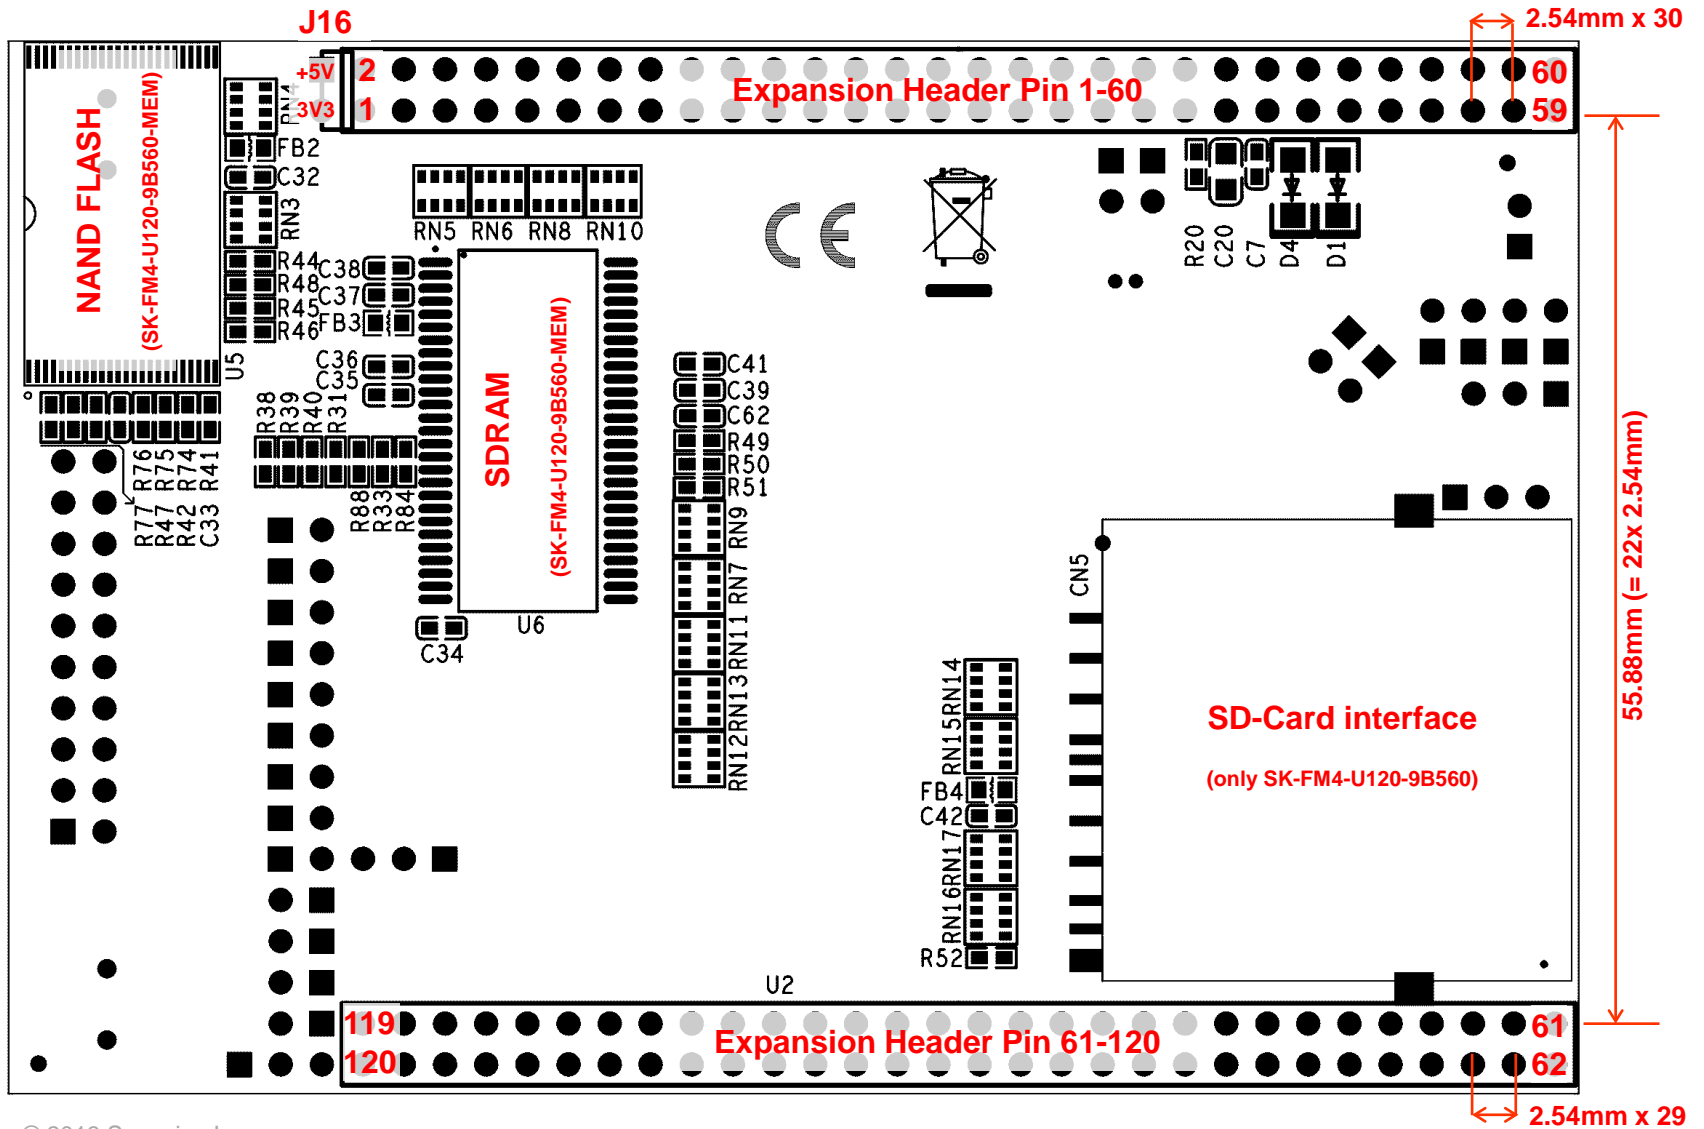 J16
2.54mm x 30
+5V
2
60
3V3
1
59
Expansion Header Pin 1-60
NAND FLASH
(SK-FM4-U120-9B560-MEM)
RN4
FB2
C32
RN3
R44
R48
R45
R46
U5
RN5
RN6
RN8
RN10
CE
R20
C20
C7
D4
D1
C38
C37
FB3
C36
C35
SDRAM
(SK-FM4-U120-9B560-MEM)
U6
C34
R38
R39
R40
R31
R88
R33
R84
R76
R75
R74
R41
R77
R47
R42
C33
C41
C39
C62
R49
R50
R51
RN9
RN7
RN11
RN13
RN12
55.88mm (= 22x 2.54mm)
CN5
SD-Card interface
(only SK-FM4-U120-9B560)
RN14
RN15
FB4
C42
RN17
RN16
R52
U2
119
61
Expansion Header Pin 61-120
120
62
2.54mm x 29